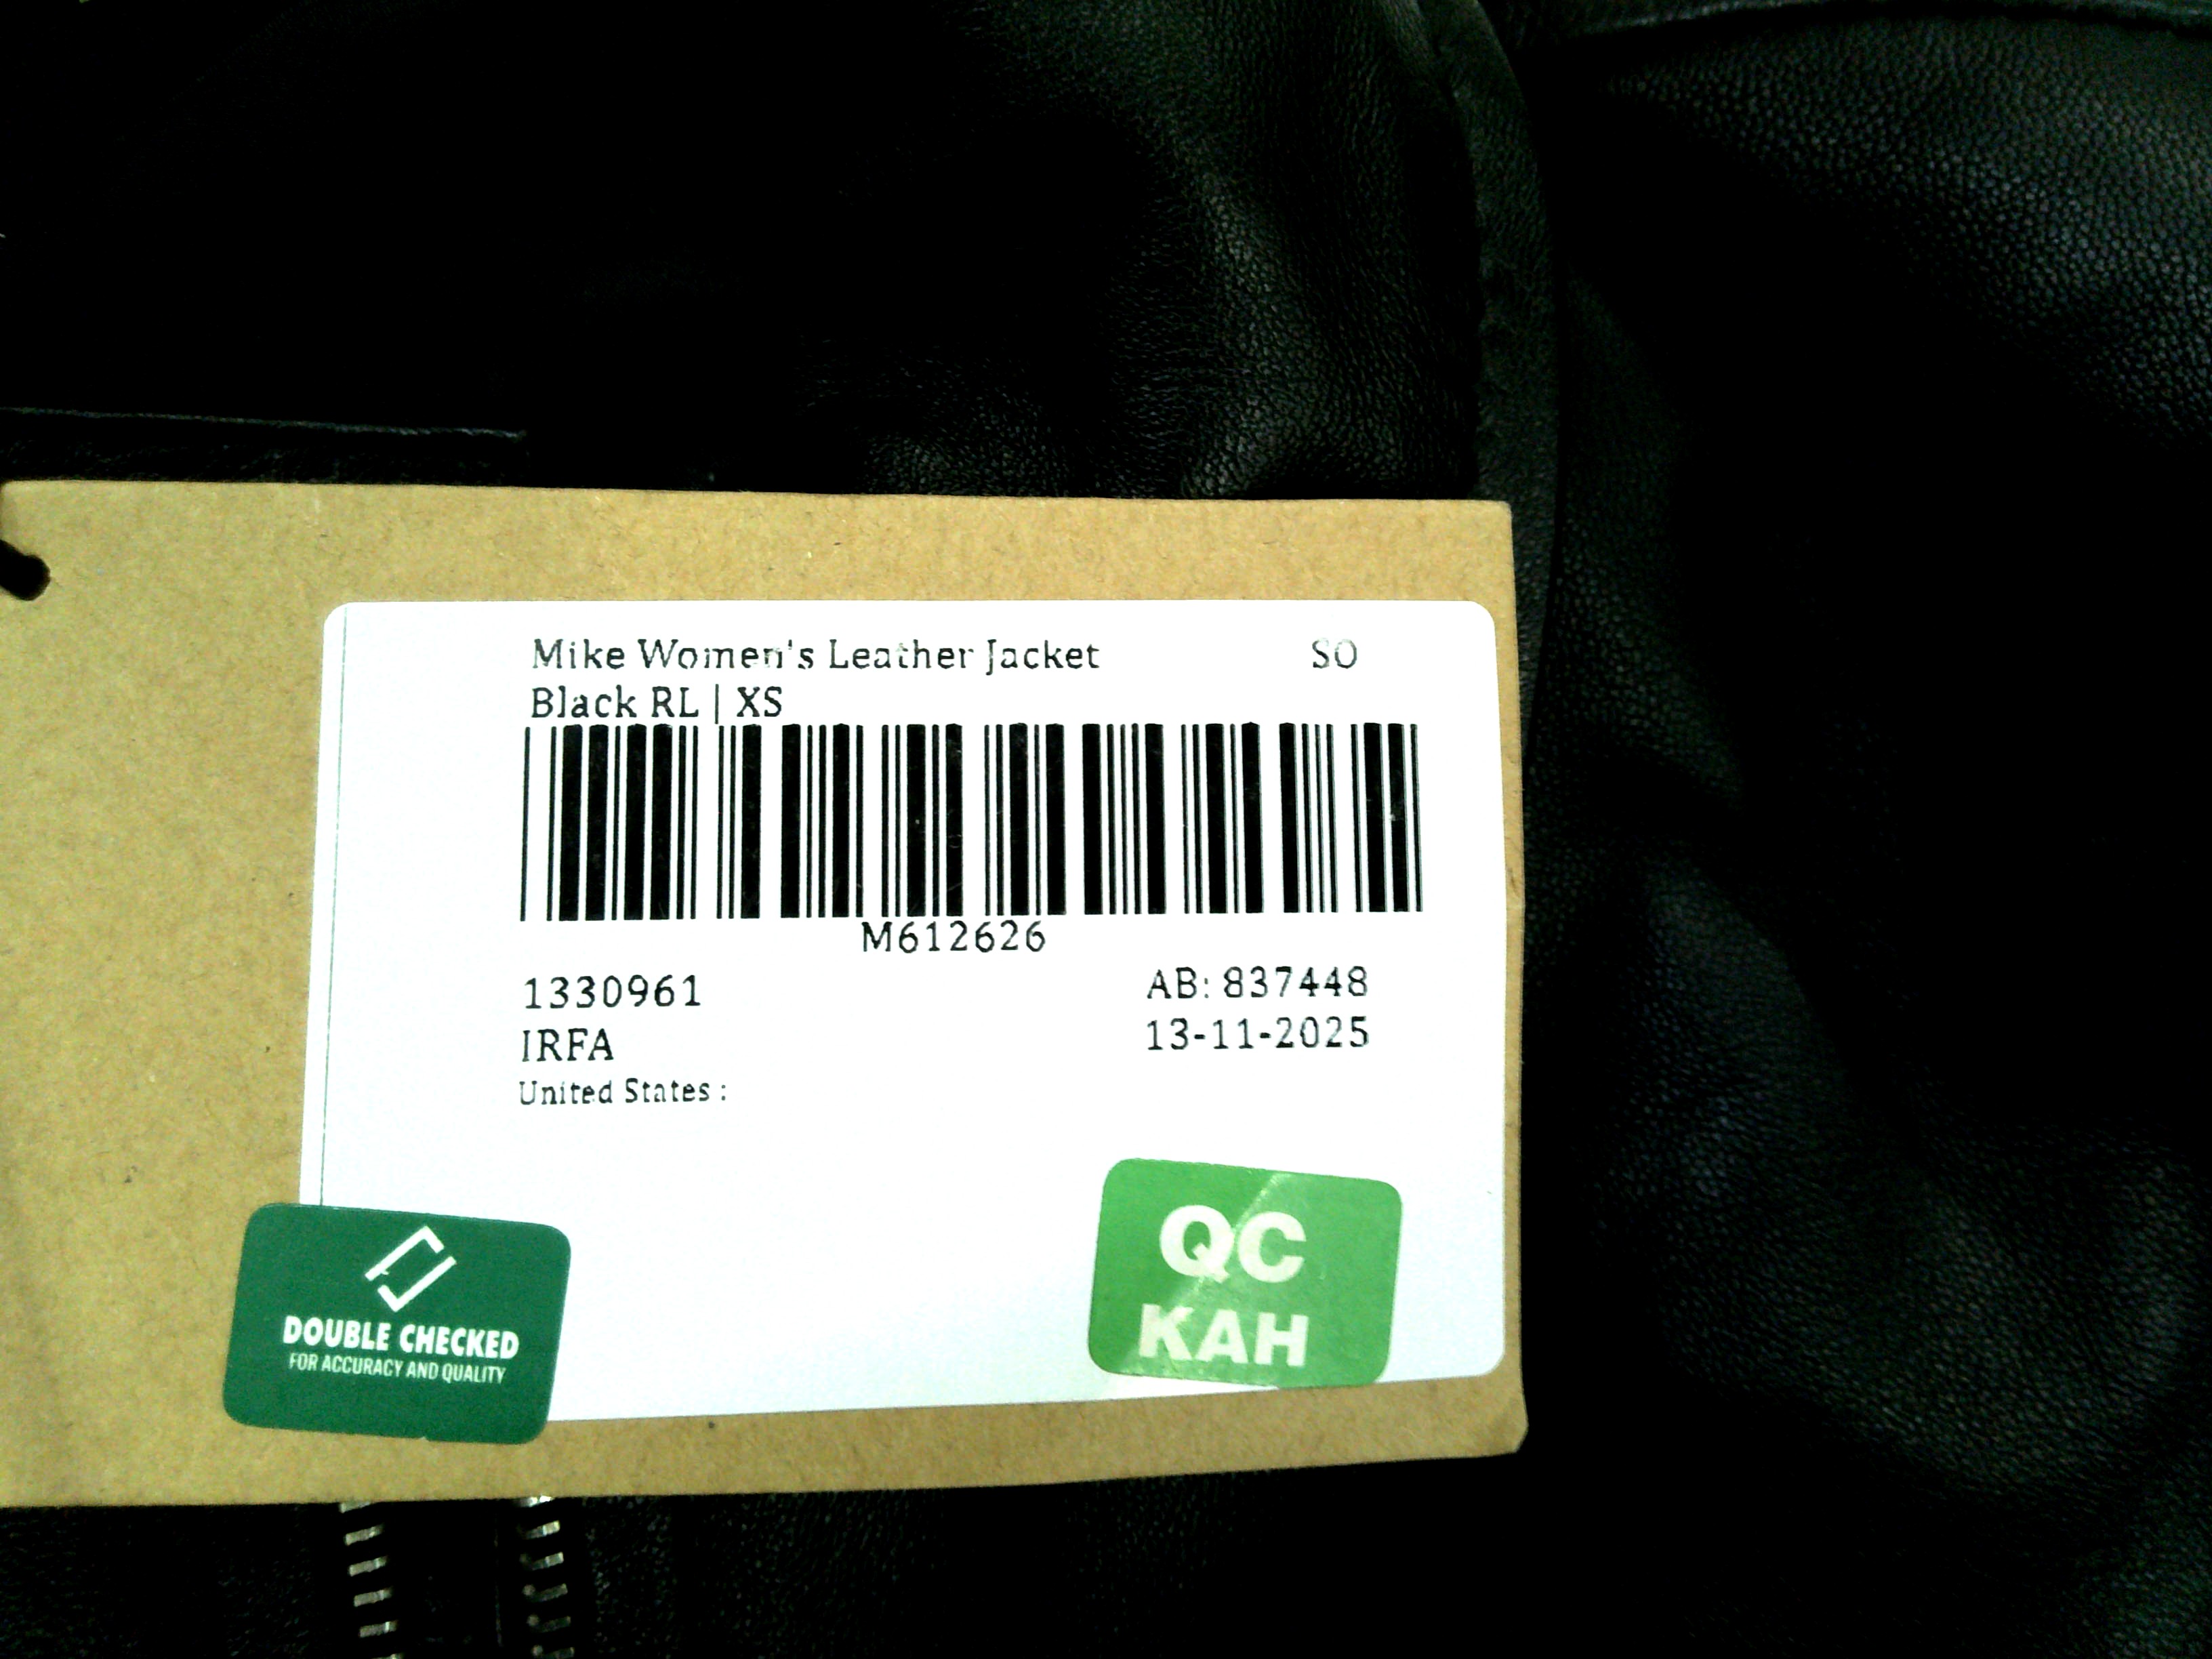 Mike Women's Leather Jacket SO
Black RL | XS
M612626
1330961 AB: 837448
IRFA 13-11-2025
United States :
DOUBLE CHECKED
FOR ACCURACY AND QUALITY
QC
KAH